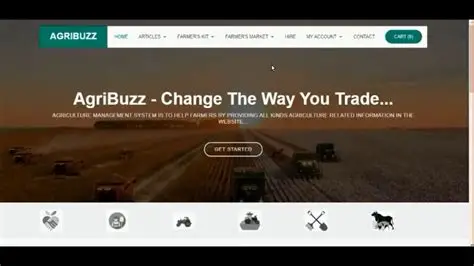 AGRIBUZZ
HOME ARTICLES FARMER'S-KIT FARMER'S MARKET HIRE MY ACCOUNT CONTACT CART (0)
AgriBuzz - Change The Way You Trade...
AGRICULTURE MANAGEMENT SYSTEM IS TO HELP FARMERS BY PROVIDING ALL KINDS AGRICULTURE RELATED INFORMATION IN THE
WEBSITE...
GET STARTED